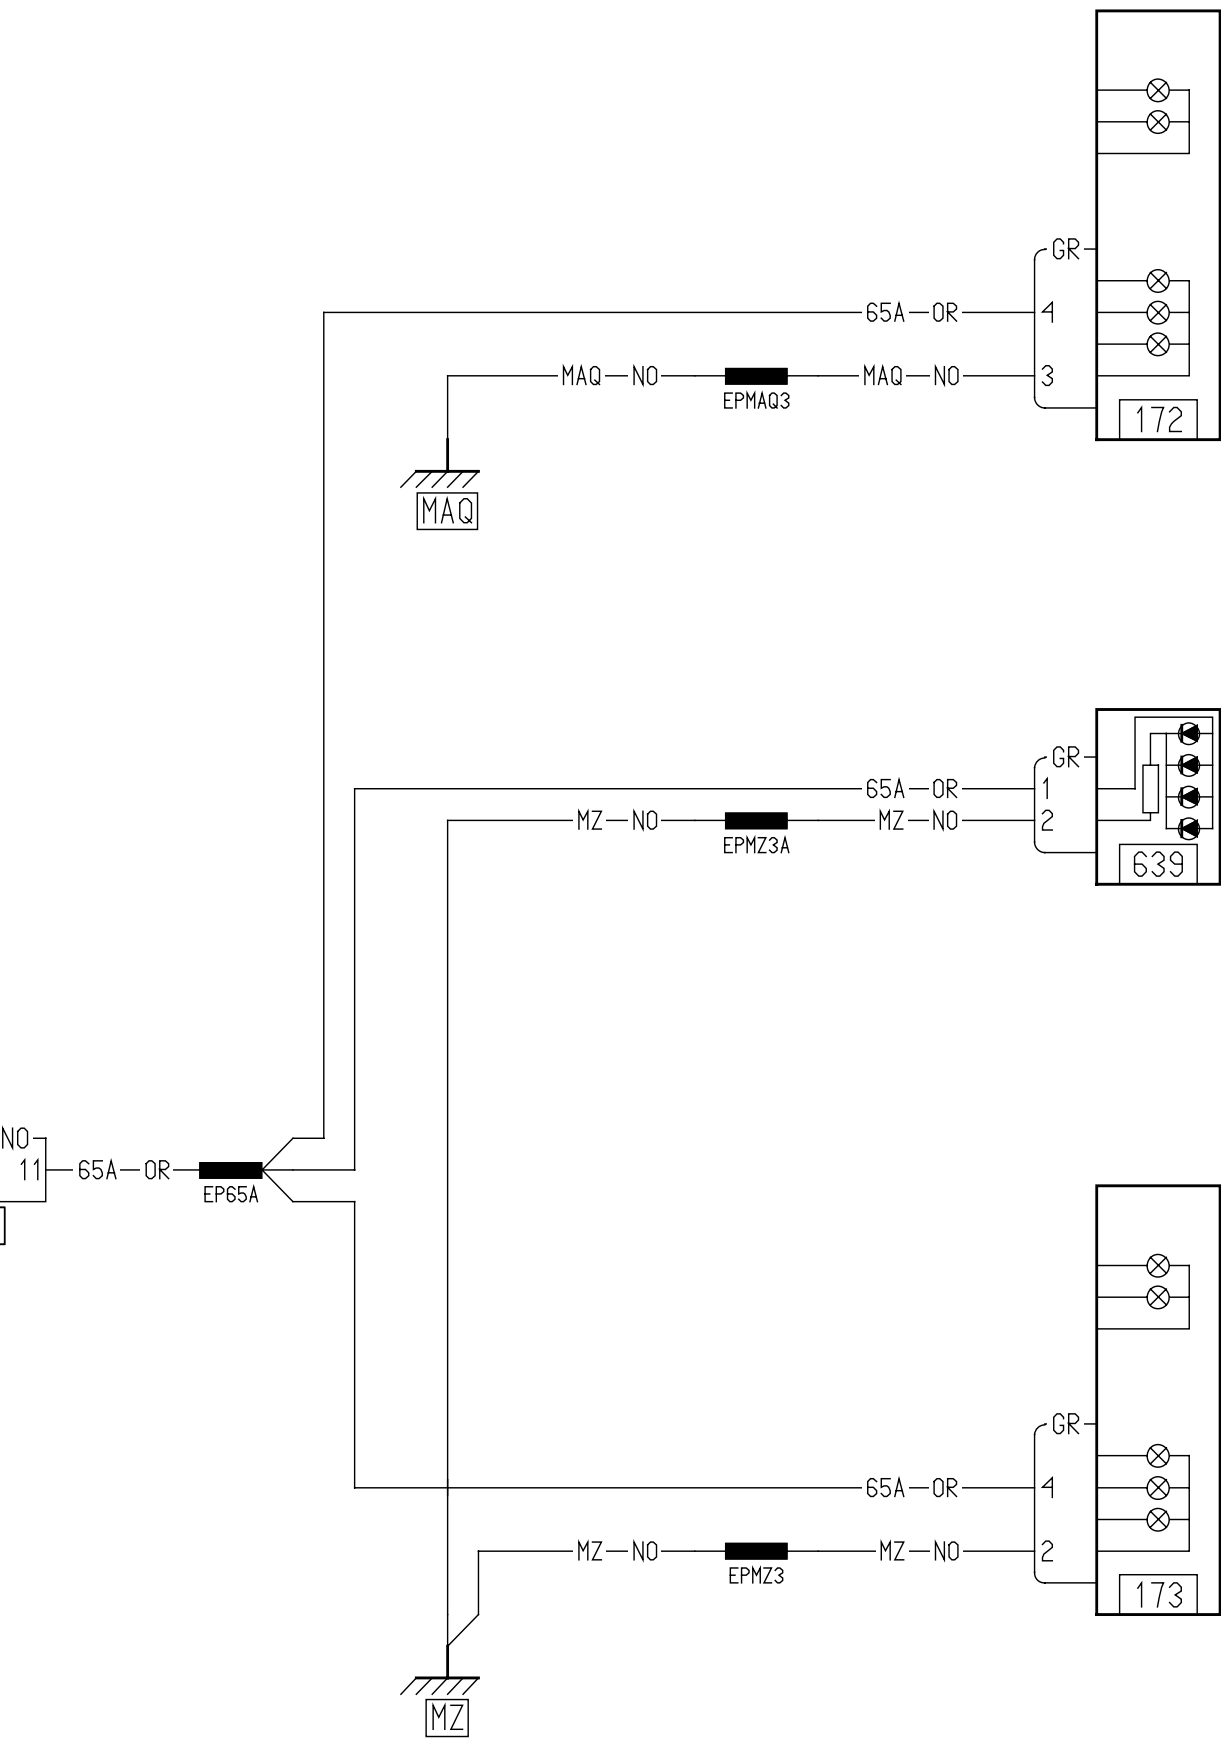 GR
65A OR 4
MAQ NO MAQ NO 3
EPMAQ3
172
MAQ
GR
65A OR 1
MZ NO MZ NO 2
EPMZ3A
639
NO
11 65A OR
EP65A
GR
65A OR 4
MZ NO MZ NO 2
EPMZ3
173
MZ